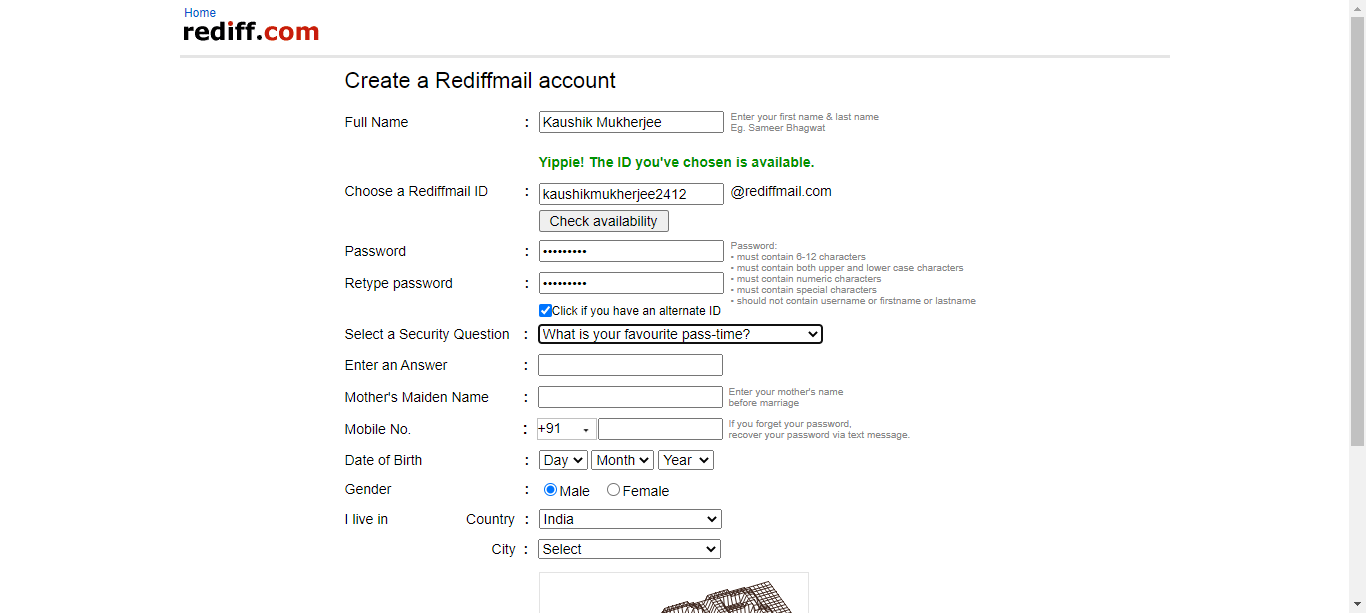 Home
rediff.com
Create a Rediffmail account
Full Name : Kaushik Mukherjee Enter your first name & last name
Eg. Sameer Bhagwat
Yippie! The ID you've chosen is available.
Choose a Rediffmail ID : kaushikmukherjee2412 @rediffmail.com
Check availability
Password : ••••••••• Password:
• must contain 6-12 characters
• must contain both upper and lower case characters
Retype password : ••••••••• • must contain numeric characters
• must contain special characters
• should not contain username or firstname or lastname
Click if you have an alternate ID
Select a Security Question : What is your favourite pass-time?
Enter an Answer :
Mother's Maiden Name : Enter your mother's name
before marriage
Mobile No. : +91 If you forget your password,
recover your password via text message.
Date of Birth : Day Month Year
Gender : Male Female
I live in Country : India
City : Select